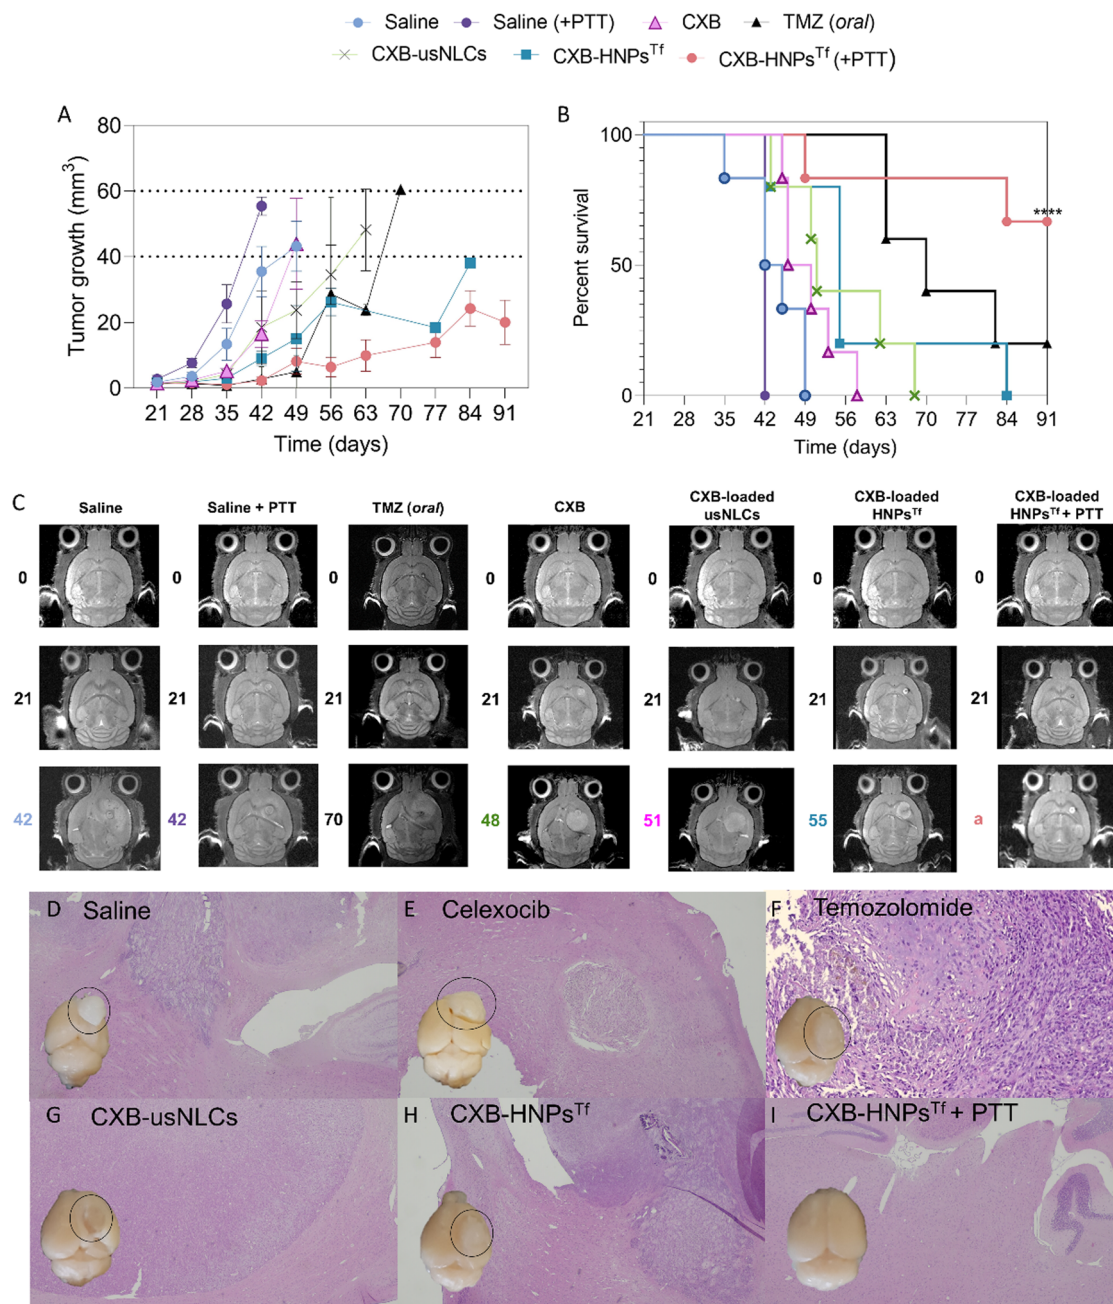 Saline Saline (+PTT) CXB TMZ (oral)
CXB-usNLCs CXB-HNPsTf CXB-HNPsTf (+PTT)
A
Tumor growth (mm3)
80
60
40
20
0
21 28 35 42 49 56 63 70 77 84 91
Time (days)
B
Percent survival
100
50
0
****
21 28 35 42 49 56 63 70 77 84 91
Time (days)
C
Saline Saline + PTT TMZ (oral) CXB CXB-loaded usNLCs CXB-loaded HNPsTf CXB-loaded HNPsTf + PTT
0 0 0 0 0 0 0
21 21 21 21 21 21 21
42 42 70 48 51 55 a
D Saline E Celexocib F Temozolomide
G CXB-usNLCs H CXB-HNPsTf I CXB-HNPsTf + PTT